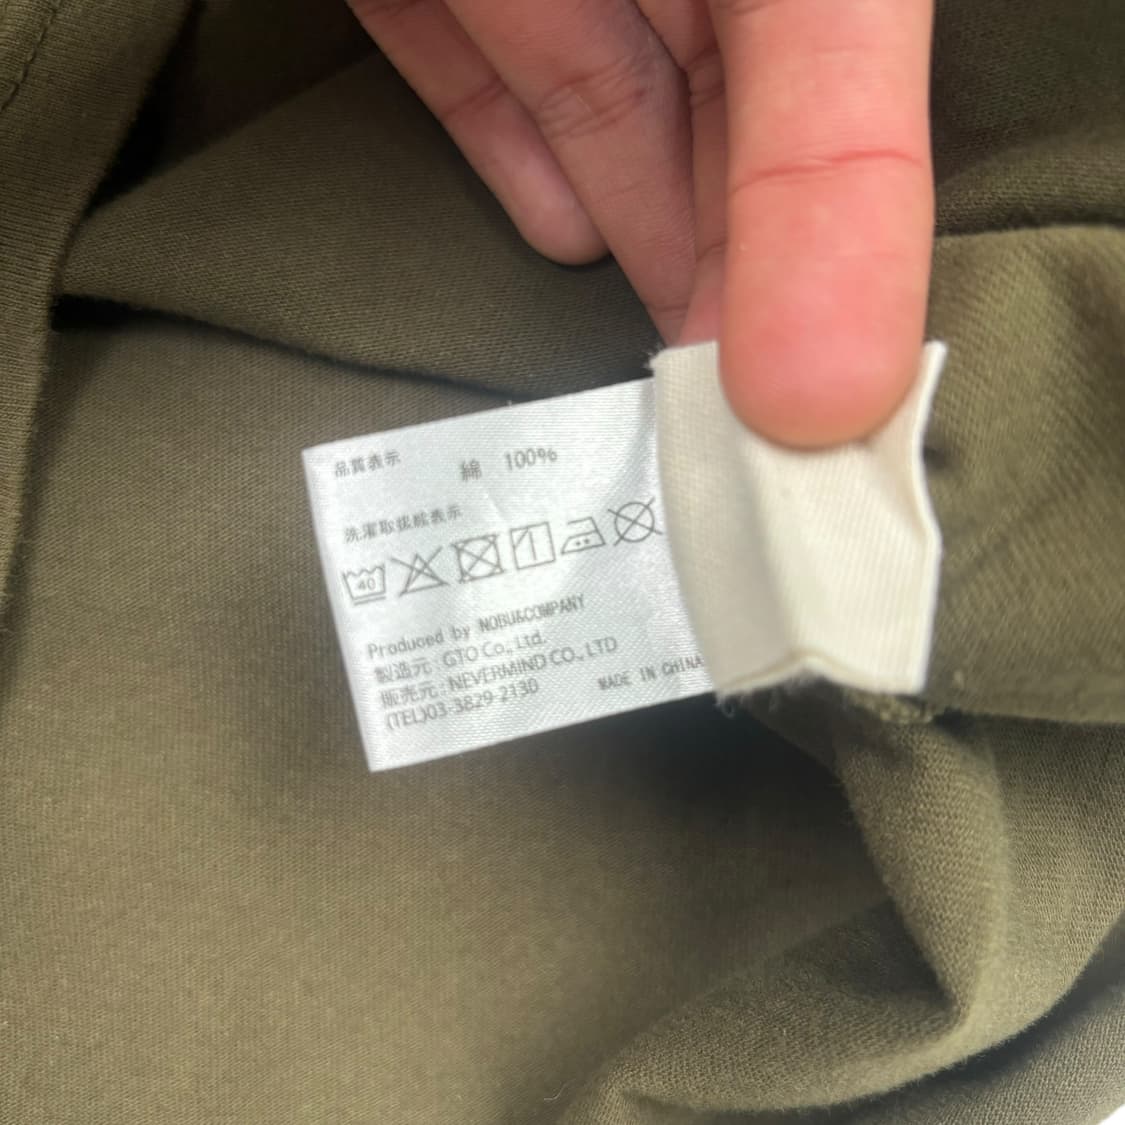 品質表示
綿 100%
洗濯取扱絵表示
40
Produced by NOBU&COMPANY
製造元：GTO Co., Ltd.
販売元：NEVERMIND CO., LTD
(TEL)03-3829-2130
MADE IN CHINA